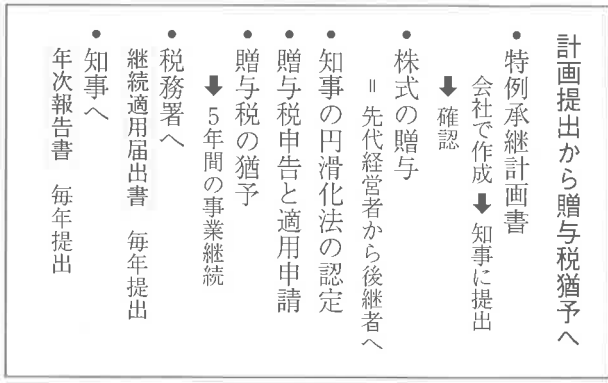 計画提出から贈与税猶予へ
•特例承継計画書
会社で作成 ➡ 知事に提出
➡ 確認
•株式の贈与
＝先代経営者から後継者へ
•知事の円滑化法の認定
•贈与税申告と適用申請
•贈与税の猶予
➡ 5年間の事業継続
•税務署へ
継続適用届出書 毎年提出
•知事へ
年次報告書 毎年提出